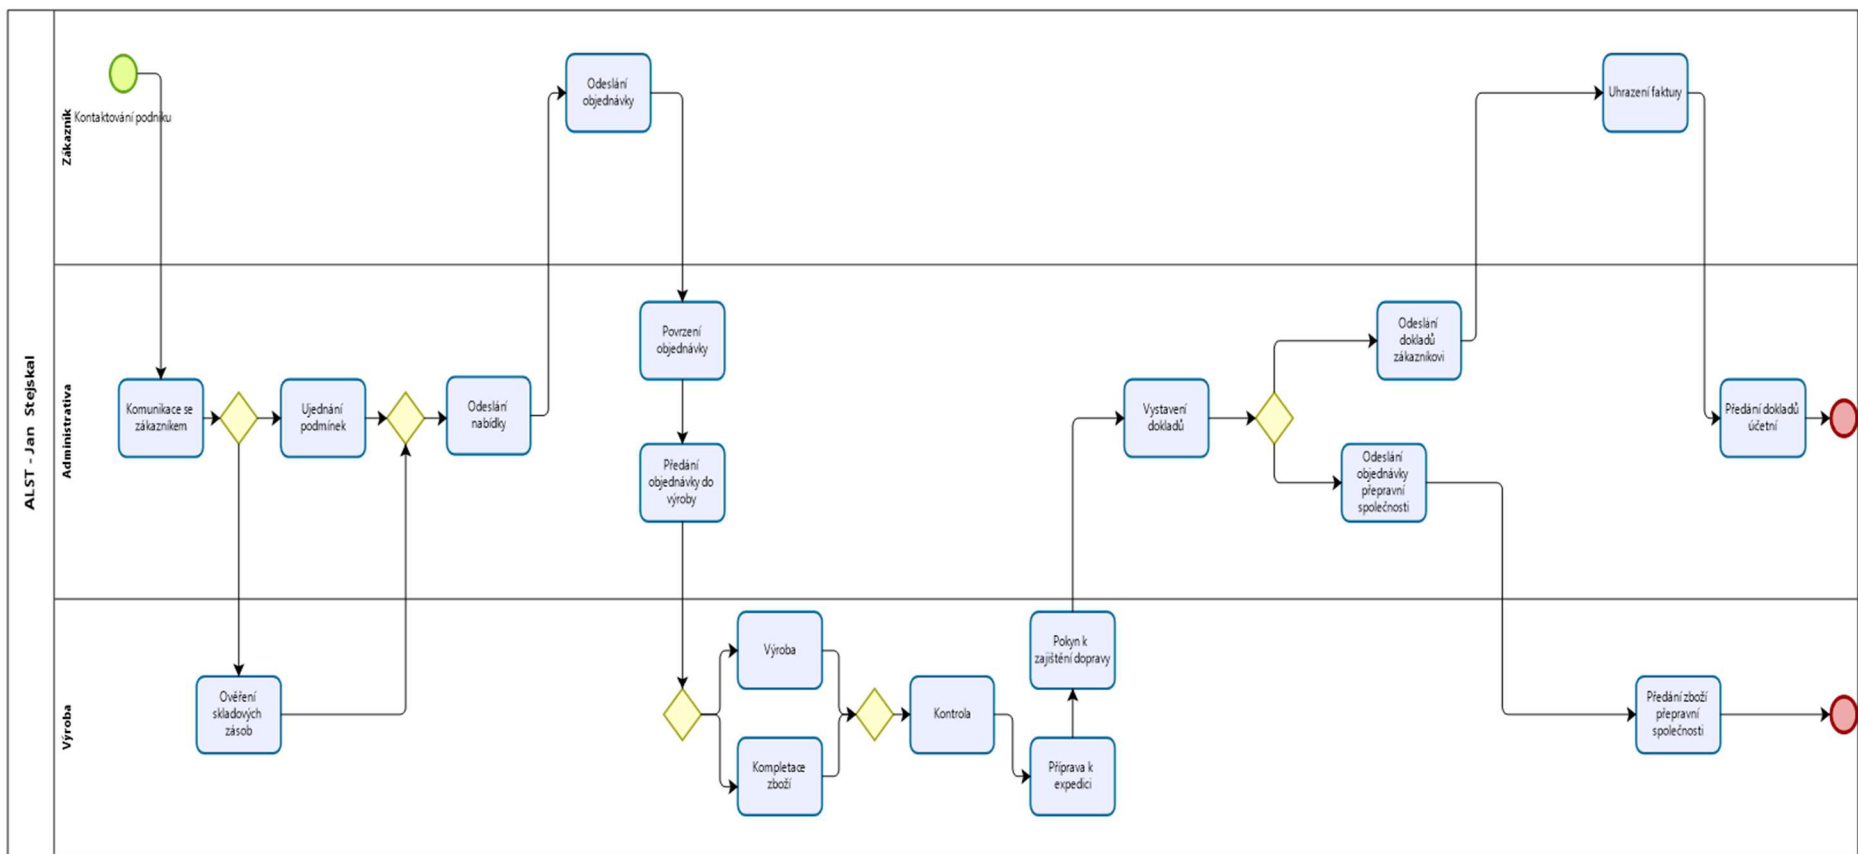 ALST - Jan Stejskal
Zákazník
Kontaktování podniku
Odeslání
objednávky
Uhrazení faktury
Administrativa
Komunikace se
zákazníkem
Ujednání
podmínek
Odeslání
nabídky
Povrzení
objednávky
Předání
objednávky do
výroby
Vystavení
dokladů
Odeslání
dokladů
zákazníkovi
Odeslání
objednávky
přepravní
společnosti
Předání dokladů
účetní
Výroba
Ověření
skladových
zásob
Výroba
Kompletace
zboží
Kontrola
Příprava k
expedici
Pokyn k
zajištění dopravy
Předání zboží
přepravní
společnosti